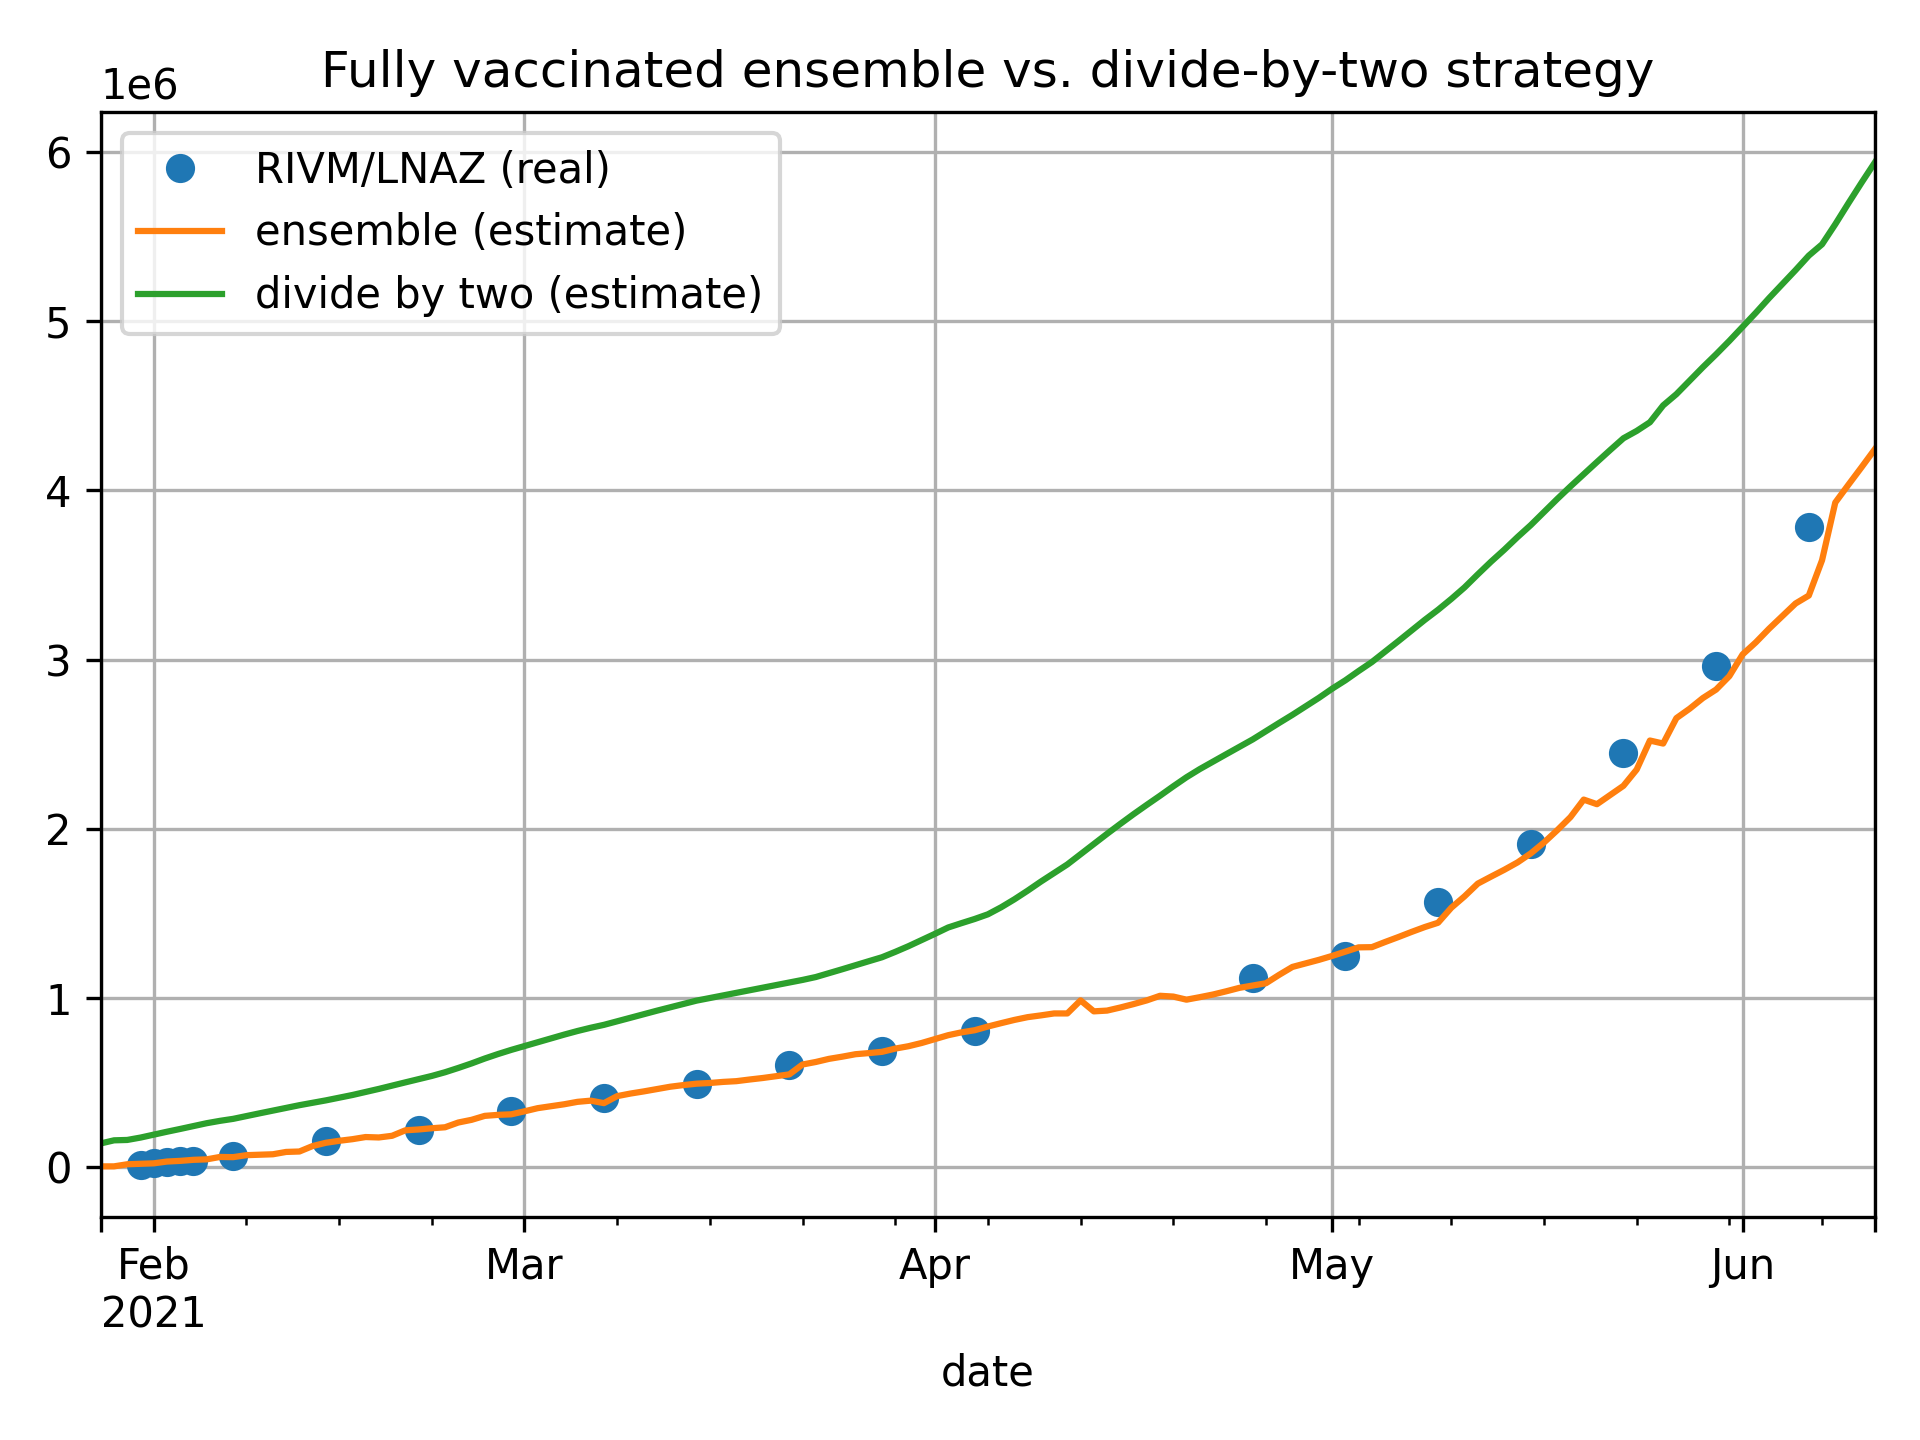 Fully vaccinated ensemble vs. divide-by-two strategy
1e6
RIVM/LNAZ (real)
ensemble (estimate)
divide by two (estimate)
6
5
4
3
2
1
0
Feb Mar Apr May Jun
2021
date